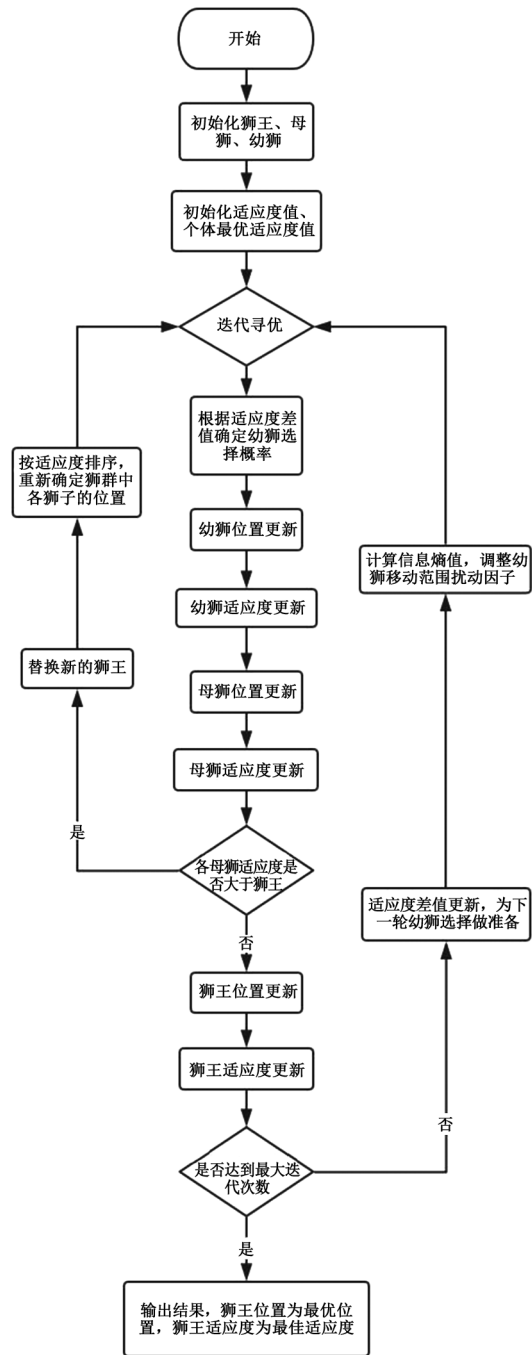 开始
初始化狮王、母
狮、幼狮
初始化适应度值、
个体最优适应度值
迭代寻优
根据适应度差
值确定幼狮选
择概率
按适应度排序，
重新确定狮群中
各狮子的位置
幼狮位置更新
计算信息熵值，调整幼
狮移动范围扰动因子
幼狮适应度更新
替换新的狮王
母狮位置更新
母狮适应度更新
是
各母狮适应度是
否大于狮王
适应度差值更新，为下
一轮幼狮选择做准备
否
狮王位置更新
狮王适应度更新
否
是否达到最大迭
代次数
是
输出结果，狮王位置为最优位
置，狮王适应度为最佳适应度